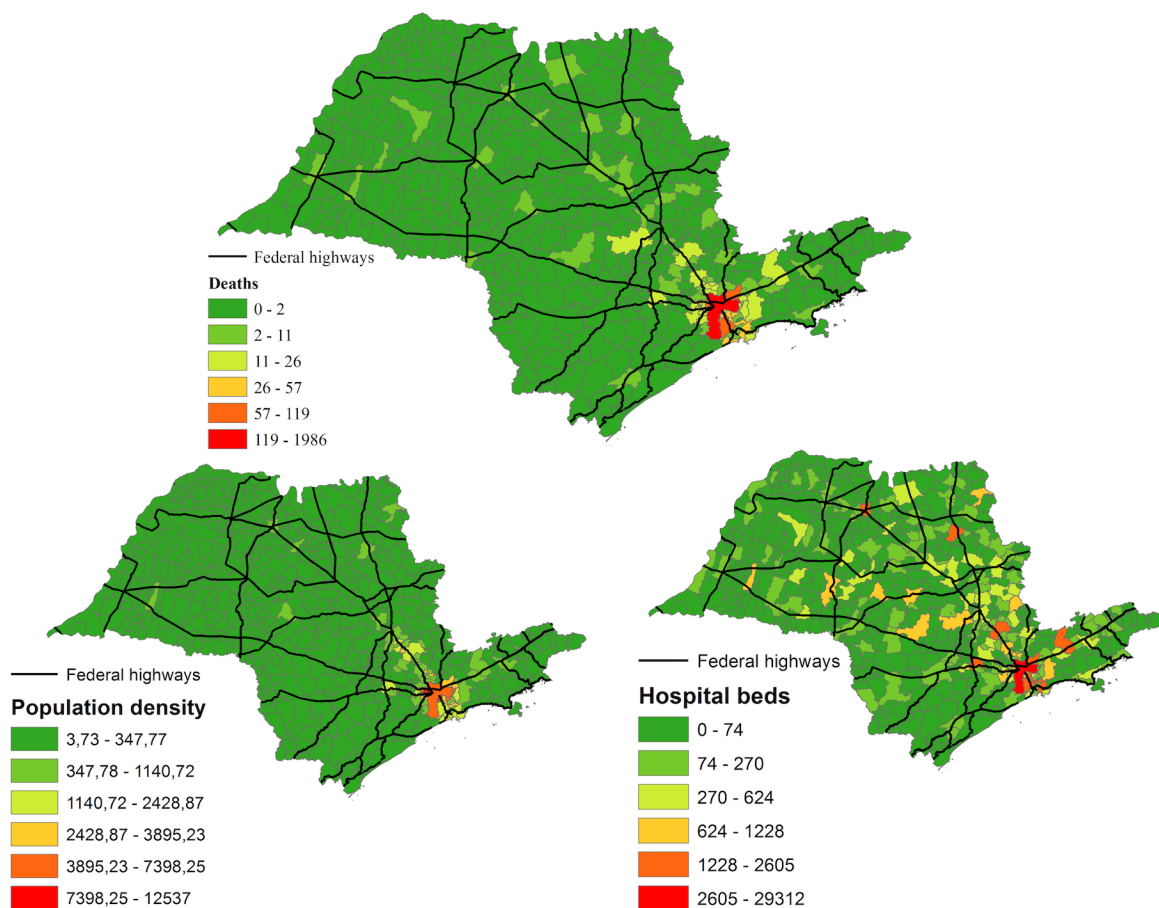 Federal highways
Deaths
0 - 2
2 - 11
11 - 26
26 - 57
57 - 119
119 - 1986
Federal highways
Population density
3,73 - 347,77
347,78 - 1140,72
1140,72 - 2428,87
2428,87 - 3895,23
3895,23 - 7398,25
7398,25 - 12537
Federal highways
Hospital beds
0 - 74
74 - 270
270 - 624
624 - 1228
1228 - 2605
2605 - 29312